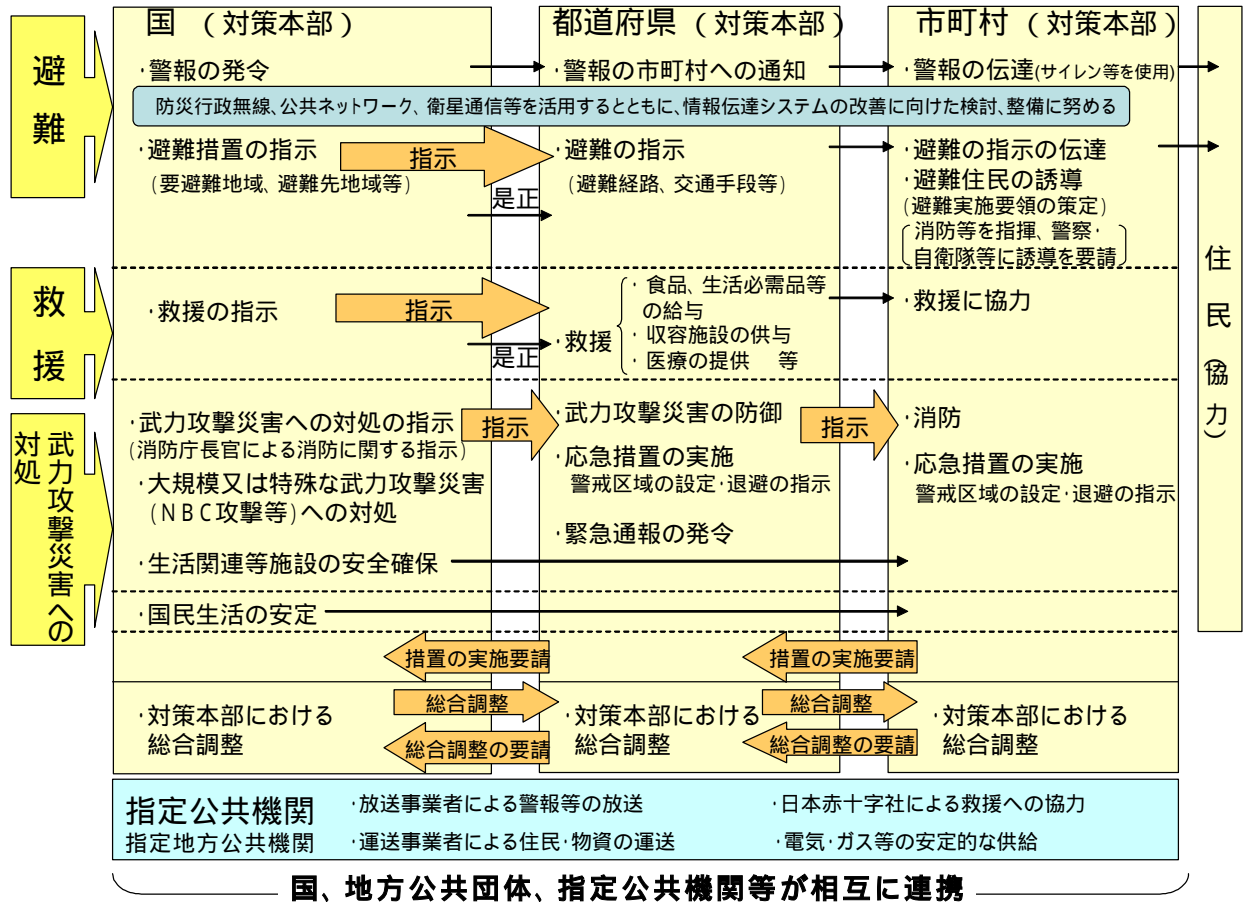 国 （対策本部）
都道府県（対策本部）
市町村（対策本部）
避難
・警報の発令
・警報の市町村への通知
・警報の伝達(サイレン等を使用)
防災行政無線、公共ネットワーク、衛星通信等を活用するとともに、情報伝達システムの改善に向けた検討、整備に努める
・避難措置の指示
(要避難地域、避難先地域等)
指示
是正
・避難の指示
(避難経路、交通手段等)
・避難の指示の伝達
・避難住民の誘導
(避難実施要領の策定)
消防等を指揮、警察・
自衛隊等に誘導を要請
住民（協力）
救援
・救援の指示
指示
是正
・救援
・食品、生活必需品等
の給与
・収容施設の供与
・医療の提供　等
・救援に協力
武力攻撃災害への
対処
・武力攻撃災害への対処の指示
(消防庁長官による消防に関する指示)
・大規模又は特殊な武力攻撃災害
(ＮＢＣ攻撃等)への対処
・生活関連等施設の安全確保
指示
・武力攻撃災害の防御
・応急措置の実施
警戒区域の設定・退避の指示
・緊急通報の発令
指示
・消防
・応急措置の実施
警戒区域の設定・退避の指示
・国民生活の安定
措置の実施要請
措置の実施要請
・対策本部における
総合調整
総合調整
総合調整の要請
・対策本部における
総合調整
総合調整
総合調整の要請
・対策本部における
総合調整
指定公共機関
指定地方公共機関
・放送事業者による警報等の放送
・日本赤十字社による救援への協力
・運送事業者による住民・物資の運送
・電気・ガス等の安定的な供給
国、地方公共団体、指定公共機関等が相互に連携